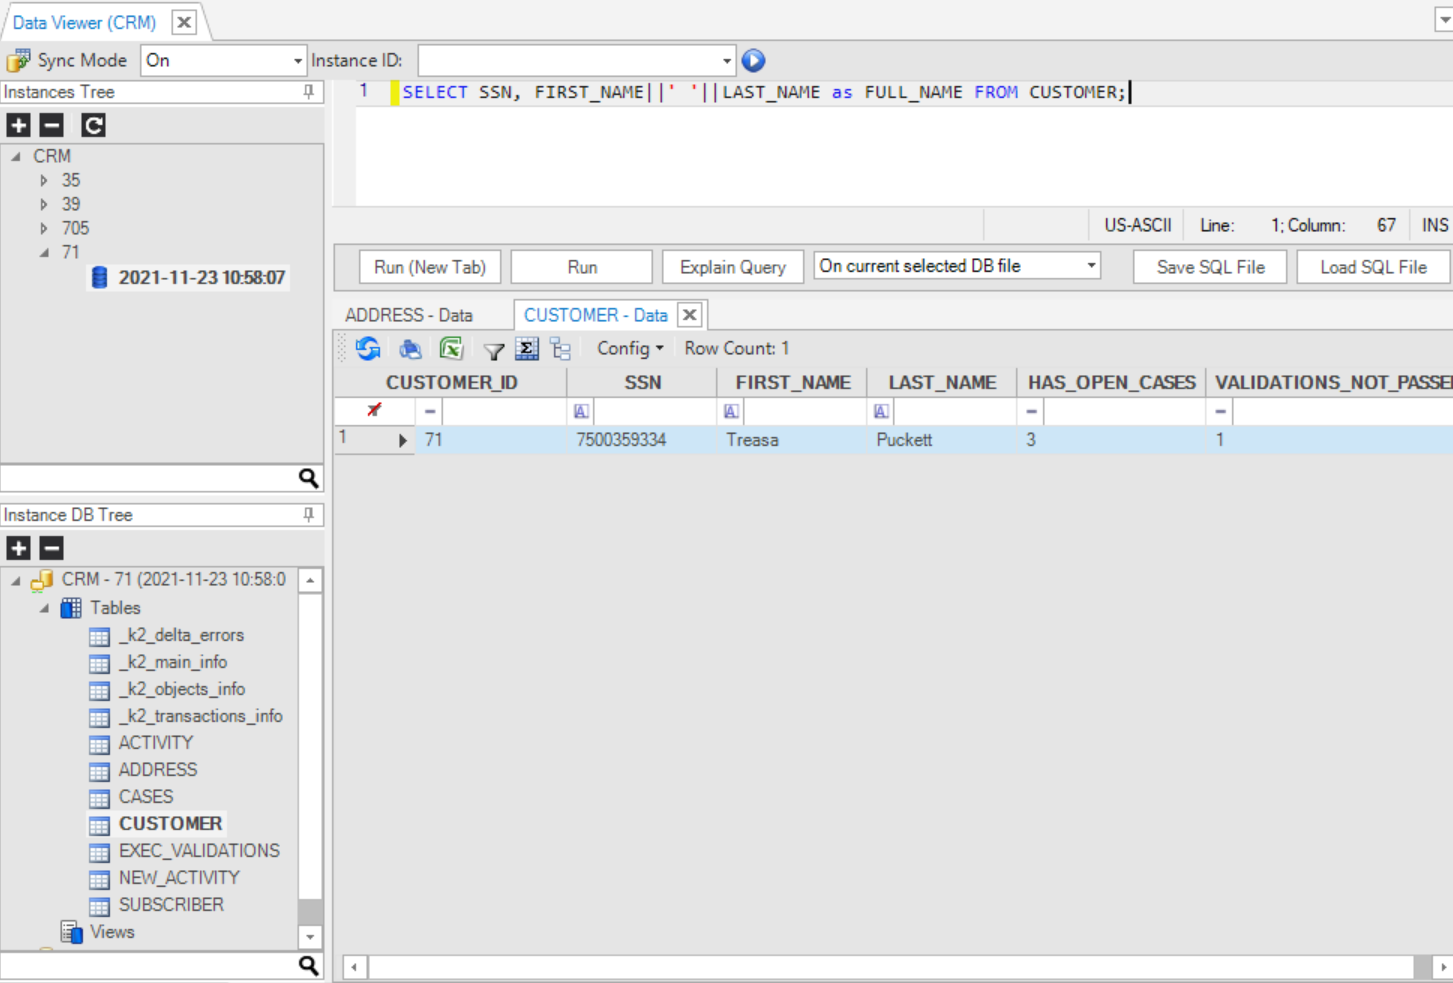 Data Viewer (CRM)
Sync Mode On Instance ID:
Instances Tree
CRM
35
39
705
71
2021-11-23 10:58:07
1 SELECT SSN, FIRST_NAME||' '||LAST_NAME as FULL_NAME FROM CUSTOMER;
US-ASCII Line: 1; Column: 67 INS
Run (New Tab) Run Explain Query On current selected DB file Save SQL File Load SQL File
ADDRESS - Data CUSTOMER - Data
Config Row Count: 1
CUSTOMER_ID SSN FIRST_NAME LAST_NAME HAS_OPEN_CASES VALIDATIONS_NOT_PASSE
A A A
1 71 7500359334 Treasa Puckett 3 1
Instance DB Tree
CRM - 71 (2021-11-23 10:58:0
Tables
_k2_delta_errors
_k2_main_info
_k2_objects_info
_k2_transactions_info
ACTIVITY
ADDRESS
CASES
CUSTOMER
EXEC_VALIDATIONS
NEW_ACTIVITY
SUBSCRIBER
Views